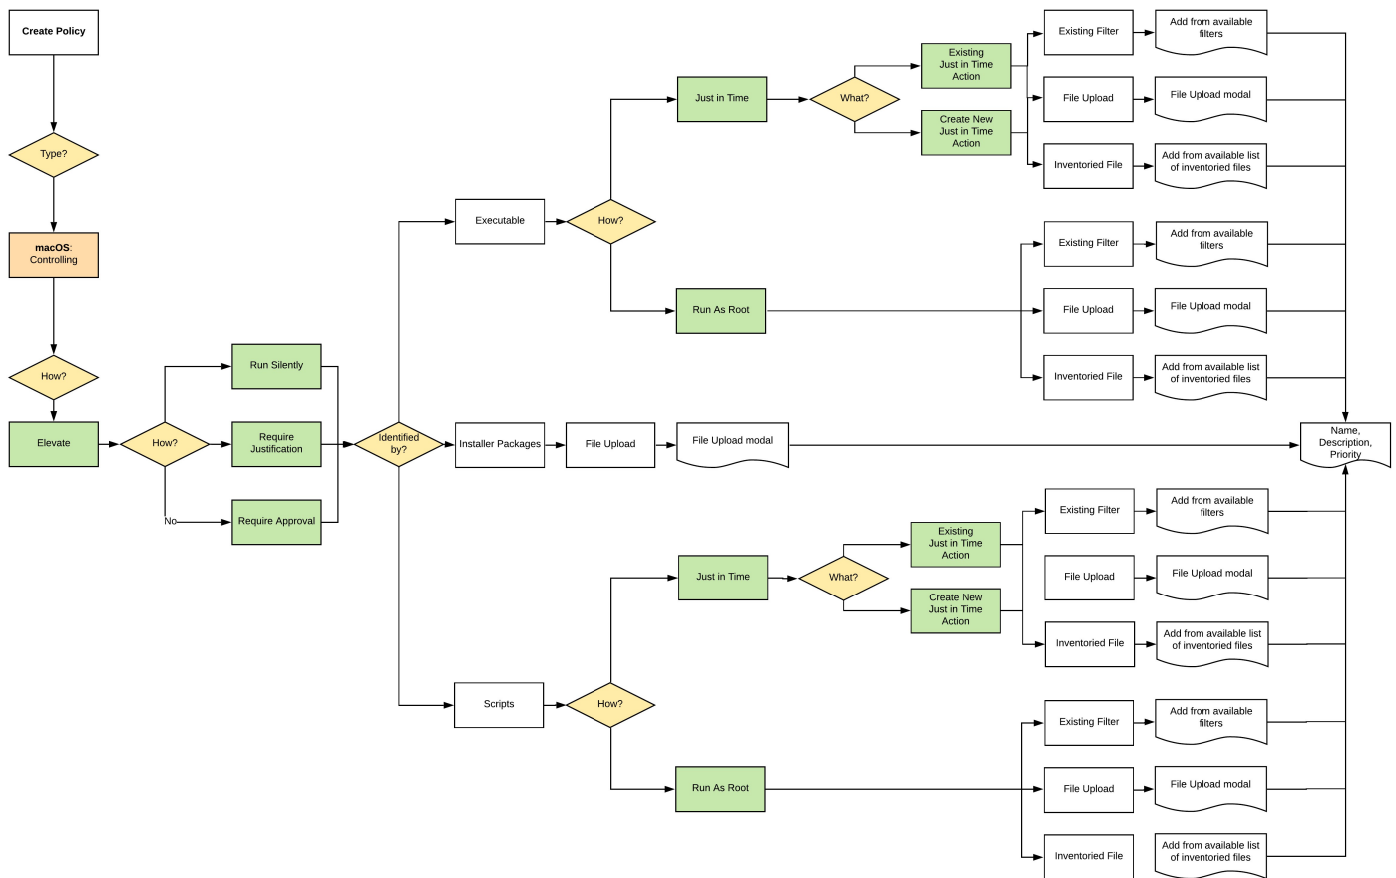 Create Policy
Type?
macOS:
Controlling
How?
Elevate
How?
No
Run Silently
Require
Justification
Require Approval
Identified
by?
Executable
How?
Just in Time
What?
Existing
Just in Time
Action
Create New
Just in Time
Action
Existing Filter
Add from available
filters
File Upload
File Upload modal
Inventoried File
Add from available list
of inventoried files
Run As Root
Existing Filter
Add from available
filters
File Upload
File Upload modal
Inventoried File
Add from available list
of inventoried files
Installer Packages
File Upload
File Upload modal
Name,
Description,
Priority
Scripts
How?
Just in Time
What?
Existing
Just in Time
Action
Create New
Just in Time
Action
Existing Filter
Add from available
filters
File Upload
File Upload modal
Inventoried File
Add from available list
of inventoried files
Run As Root
Existing Filter
Add from available
filters
File Upload
File Upload modal
Inventoried File
Add from available list
of inventoried files